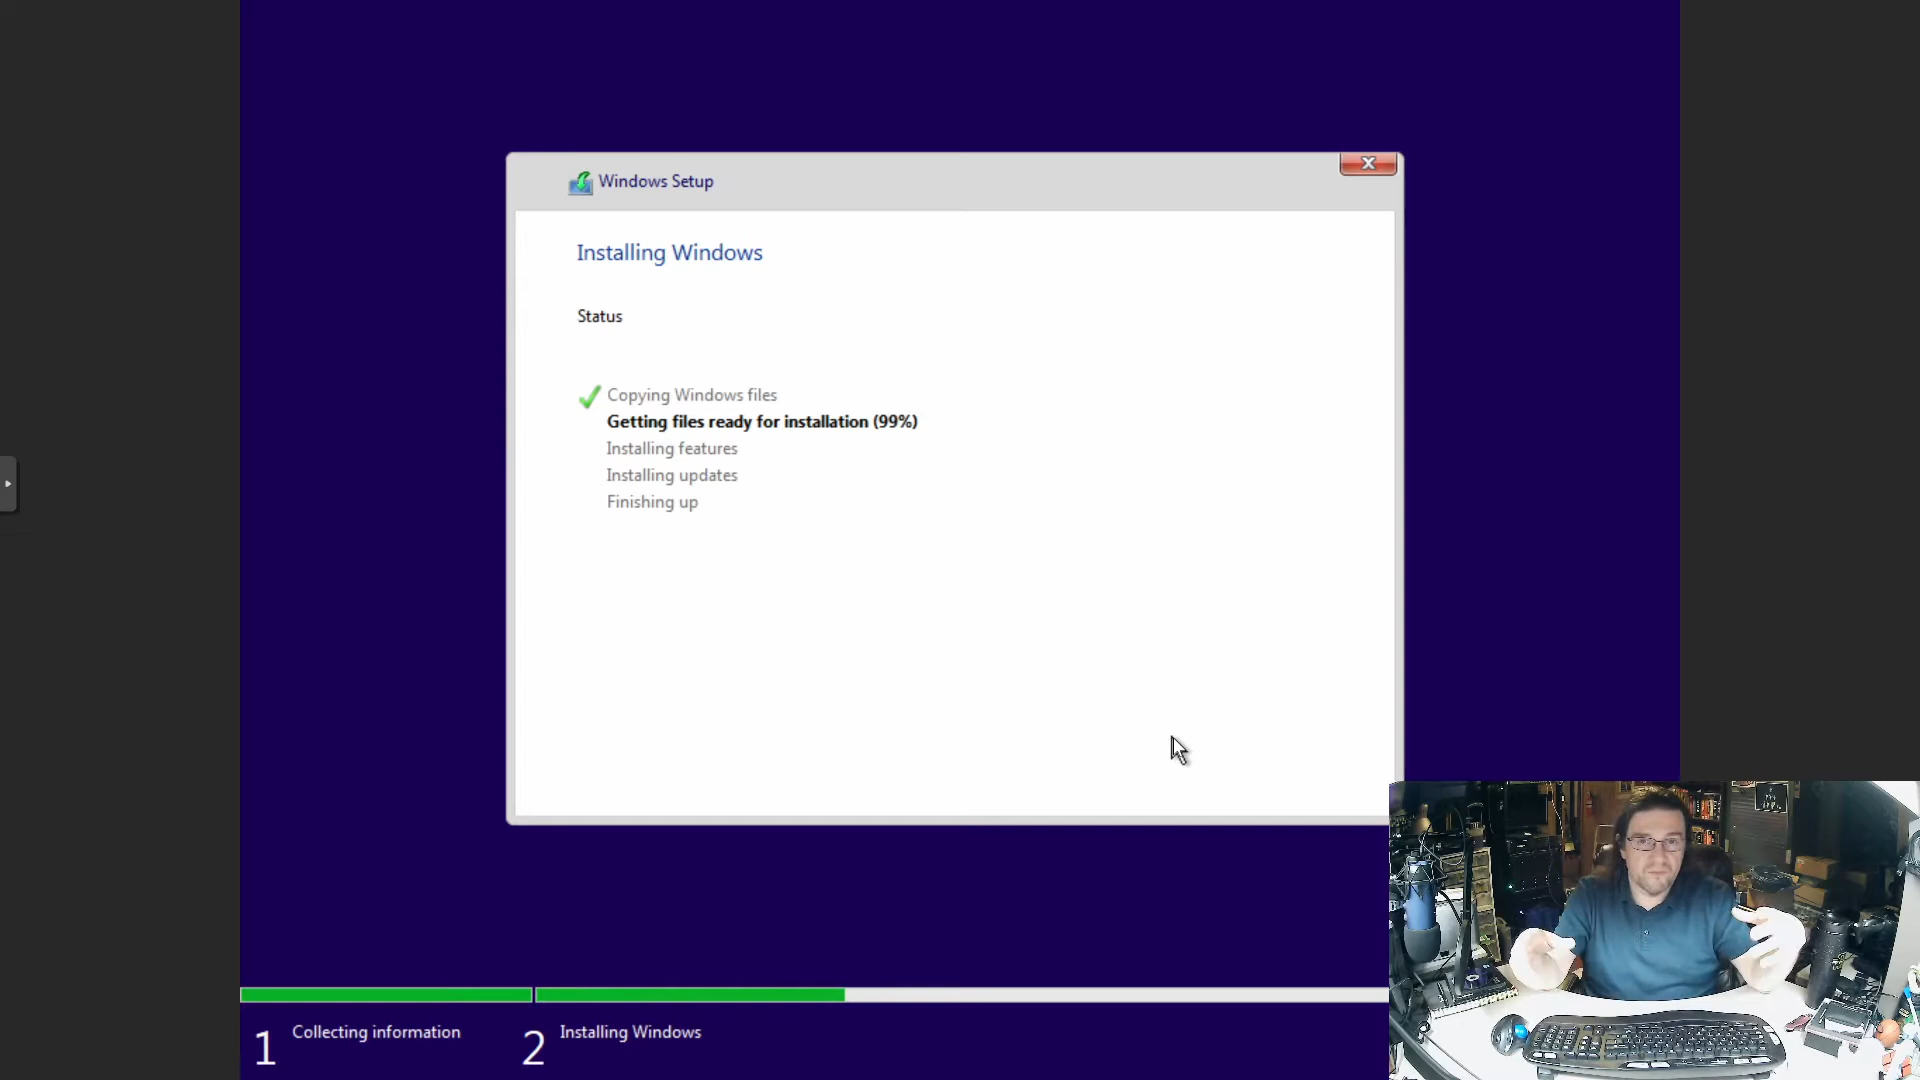 Windows Setup
Installing Windows
Status
Copying Windows files
Getting files ready for installation (99%)
Installing features
Installing updates
Finishing up
1 Collecting information
2 Installing Windows